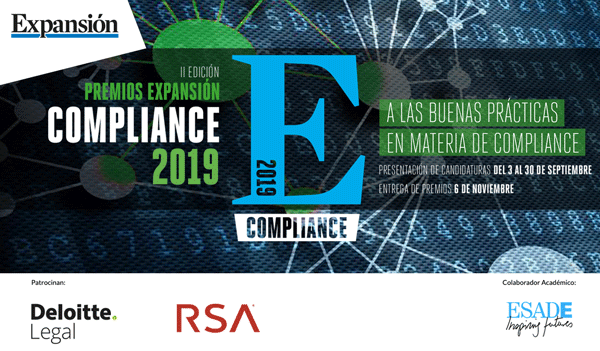 Expansión
II EDICIÓN
PREMIOS EXPANSIÓN
COMPLIANCE
2019
E
2019
COMPLIANCE
A LAS BUENAS PRÁCTICAS
EN MATERIA DE COMPLIANCE
PRESENTACIÓN DE CANDIDATURAS DEL 3 AL 30 DE SEPTIEMBRE
ENTREGA DE PREMIOS 6 DE NOVIEMBRE
Patrocinan:
Colaborador Académico:
Deloitte.
Legal
RSA
ESADE
Inspiring futures